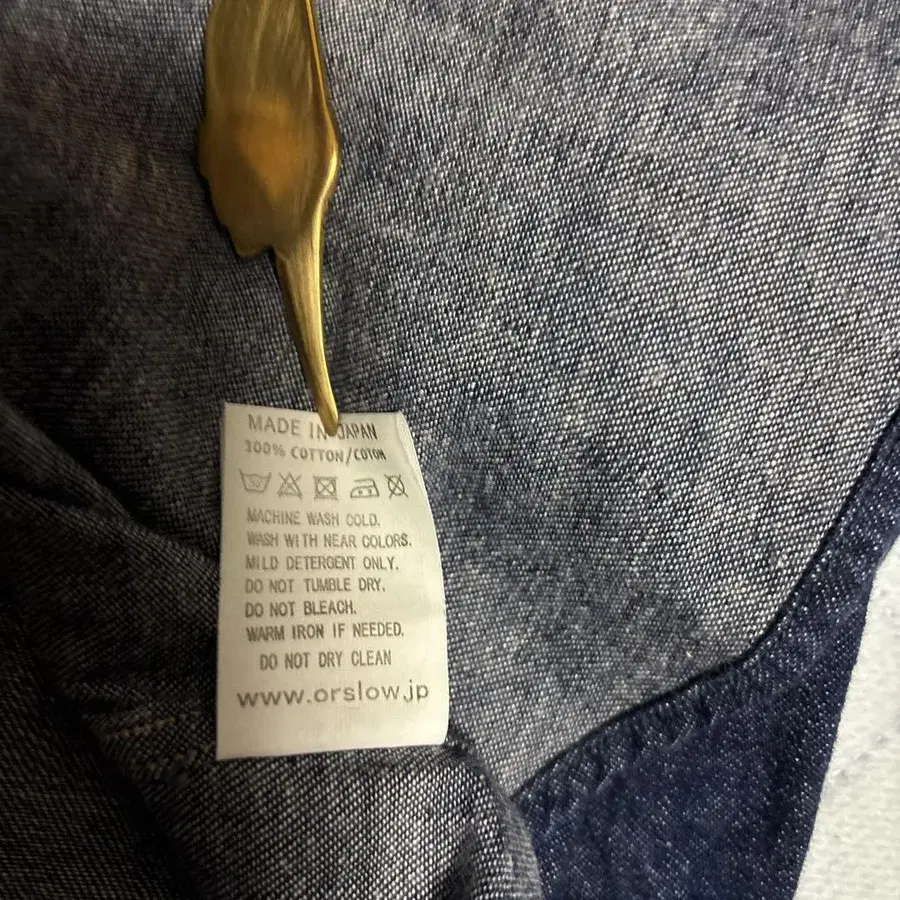 MADE IN JAPAN
100% COTTON/COTON
MACHINE WASH COLD.
WASH WITH NEAR COLORS.
MILD DETERGENT ONLY.
DO NOT TUMBLE DRY.
DO NOT BLEACH.
WARM IRON IF NEEDED.
DO NOT DRY CLEAN
www.orslow.jp